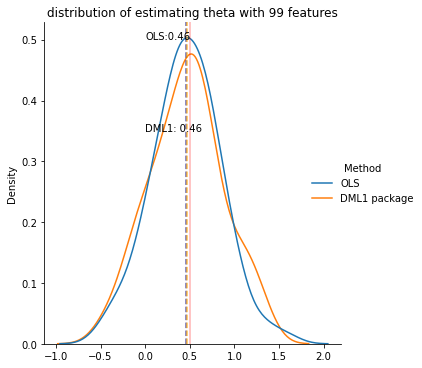 distribution of estimating theta with 99 features
OLS:0.46
DML1: 0.46
Density
0.5
0.4
0.3
0.2
0.1
0.0
-1.0 -0.5 0.0 0.5 1.0 1.5 2.0
Method
OLS
DML1 package